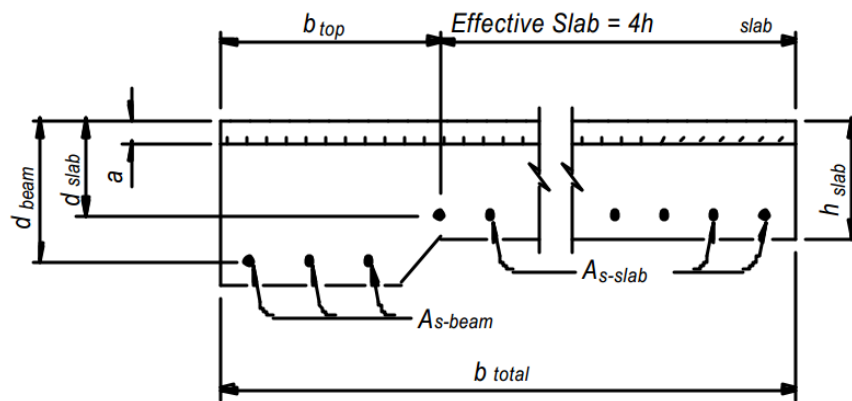 b top
Effective Slab = 4h slab
d beam
d slab
a
h slab
As-slab
As-beam
b total